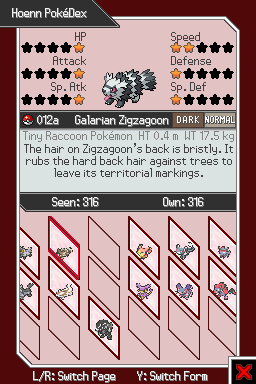 Hoenn PokéDex
HP
Speed
Attack
Defense
Sp. Atk
Sp. Def
012a Galarian Zigzagoon DARK NORMAL
Tiny Raccoon Pokémon HT 0.4 m WT 17.5 kg
The hair on Zigzagoon's back is bristly. It
rubs the hard back hair against trees to
leave its territorial markings.
Seen: 316 Own: 316
L/R: Switch Page Y: Switch Form